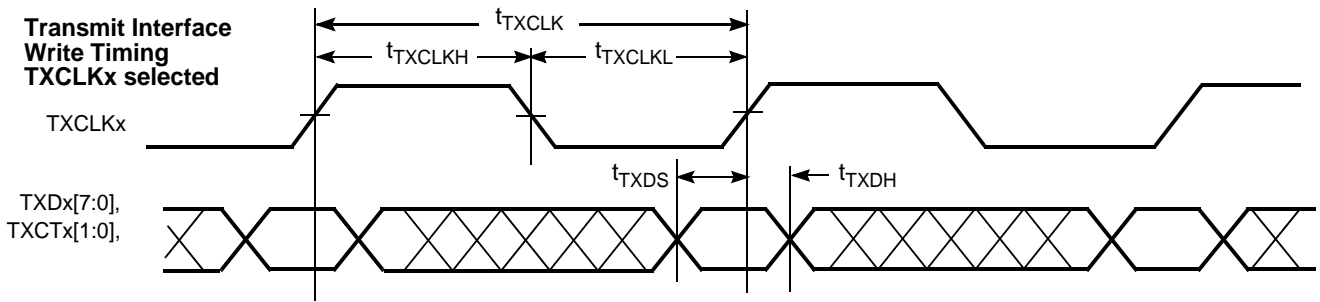 Transmit Interface
Write Timing
TXCLKx selected
tTXCLK
tTXCLKH
tTXCLKL
TXCLKx
tTXDS
tTXDH
TXDx[7:0],
TXCTx[1:0],